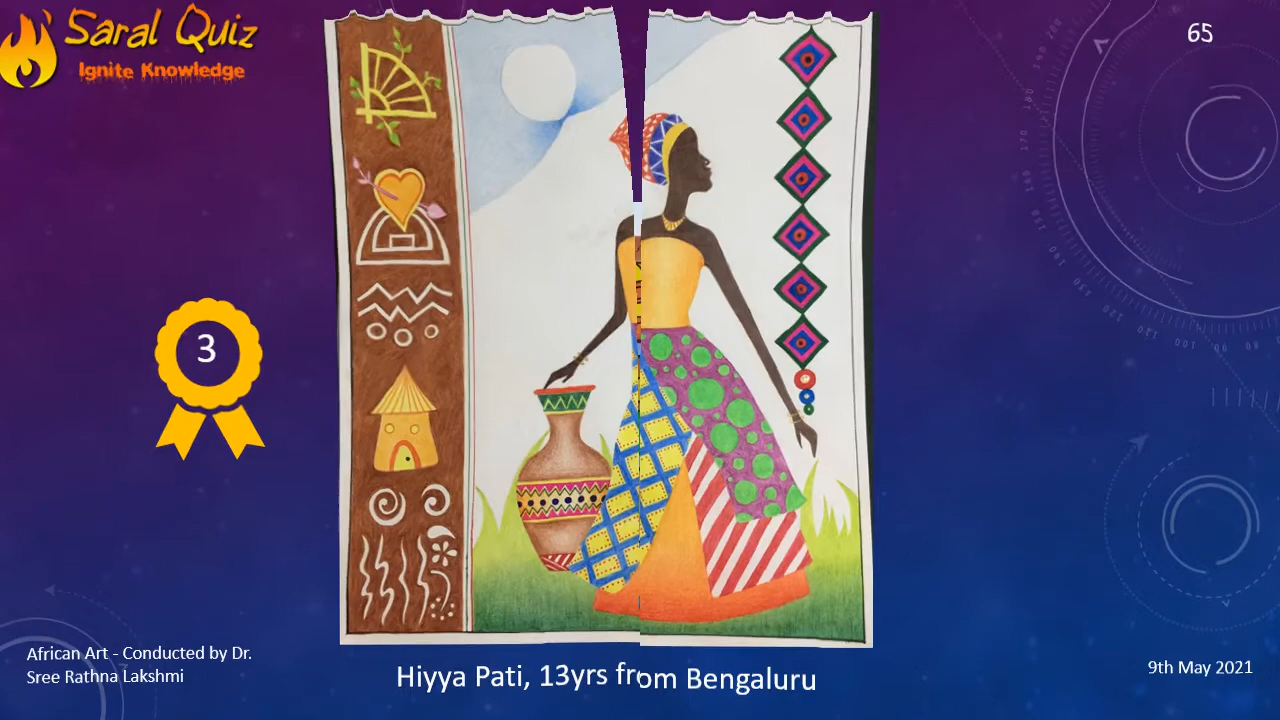 Saral Quiz
Ignite Knowledge
65
3
African Art - Conducted by Dr.
Sree Rathna Lakshmi
Hiyya Pati, 13yrs from Bengaluru
9th May 2021